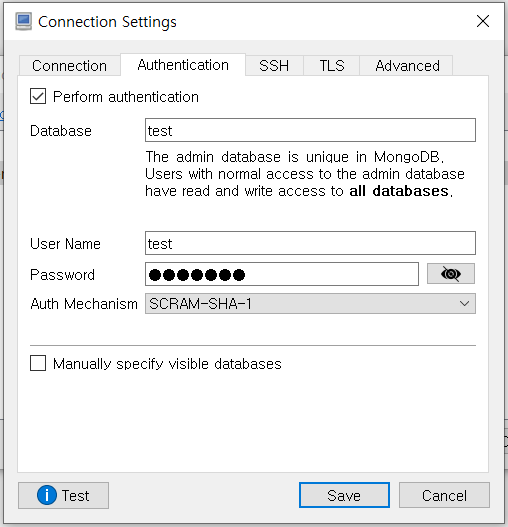 Connection Settings
Connection Authentication SSH TLS Advanced
Perform authentication
Database test
The admin database is unique in MongoDB.
Users with normal access to the admin database
have read and write access to all databases.
User Name test
Password ●●●●●●●
Auth Mechanism SCRAM-SHA-1
Manually specify visible databases
Test Save Cancel